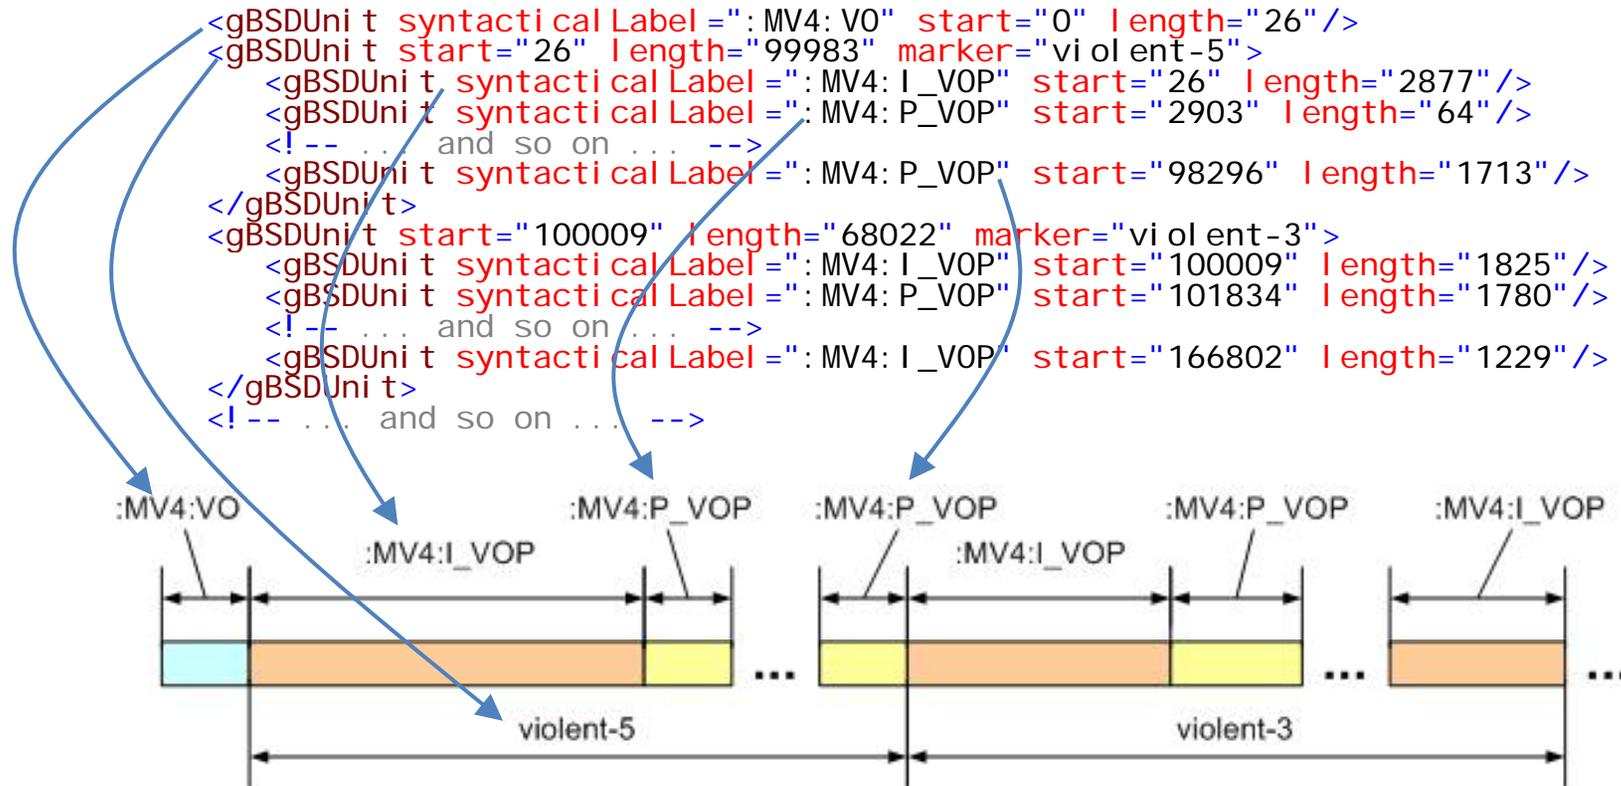 <gBSDUnit syntacticalLabel=":MV4:VO" start="0" length="26"/>
<gBSDUnit start="26" length="99983" marker="violent-5">
<gBSDUnit syntacticalLabel=":MV4:I_VOP" start="26" length="2877"/>
<gBSDUnit syntacticalLabel=":MV4:P_VOP" start="2903" length="64"/>
<!-- ... and so on ... -->
<gBSDUnit syntacticalLabel=":MV4:P_VOP" start="98296" length="1713"/>
</gBSDUnit>
<gBSDUnit start="100009" length="68022" marker="violent-3">
<gBSDUnit syntacticalLabel=":MV4:I_VOP" start="100009" length="1825"/>
<gBSDUnit syntacticalLabel=":MV4:P_VOP" start="101834" length="1780"/>
<!-- ... and so on ... -->
<gBSDUnit syntacticalLabel=":MV4:I_VOP" start="166802" length="1229"/>
</gBSDUnit>
<!-- ... and so on ... -->
:MV4:VO :MV4:P_VOP :MV4:P_VOP :MV4:P_VOP :MV4:I_VOP
:MV4:I_VOP :MV4:I_VOP
... ... ...
violent-5 violent-3